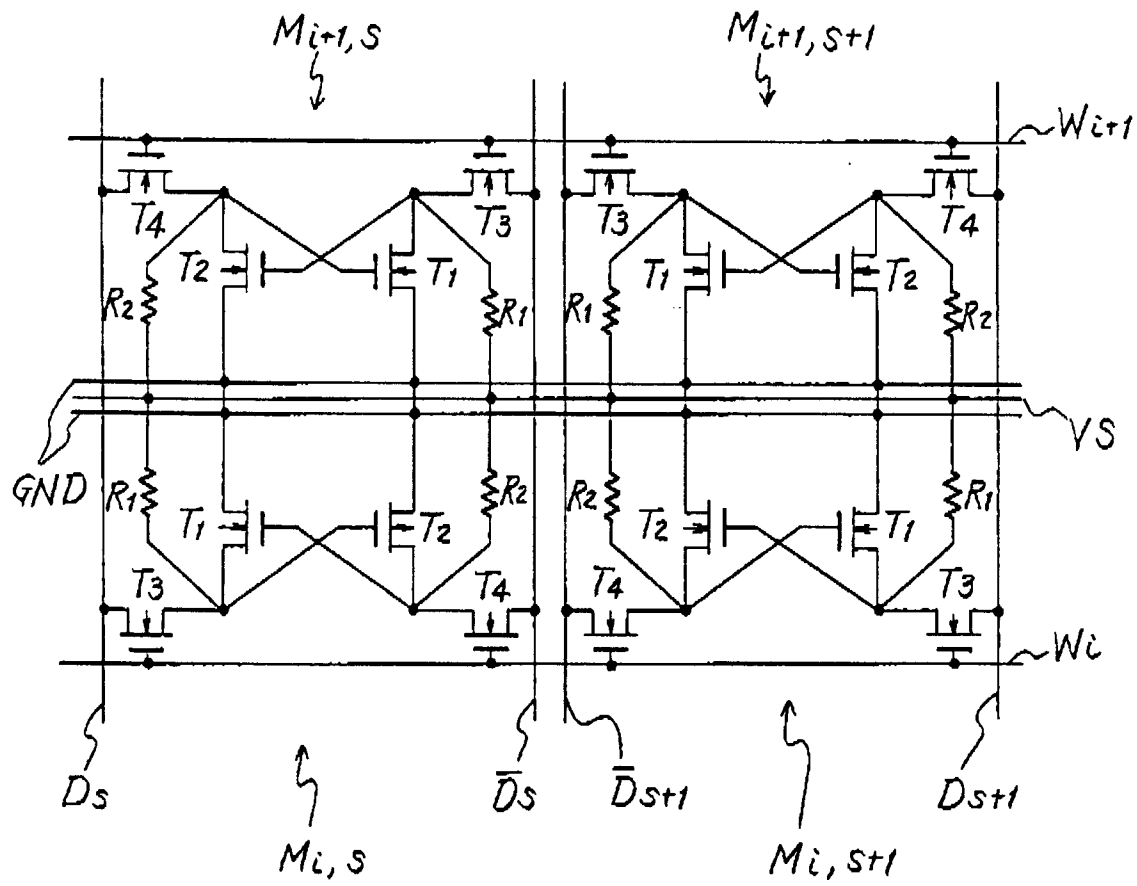 Mi+1, s Mi+1, s+1
Wi+1
T4 T3 T3 T4
T2 T1 T1 T2
R2 R1 R1 R2
VS
GND
R1 R2 R2 R1
T1 T2 T2 T1
T3 T4 T4 T3
Wi
Ds D̅s D̅s+1 Ds+1
Mi, s Mi, s+1